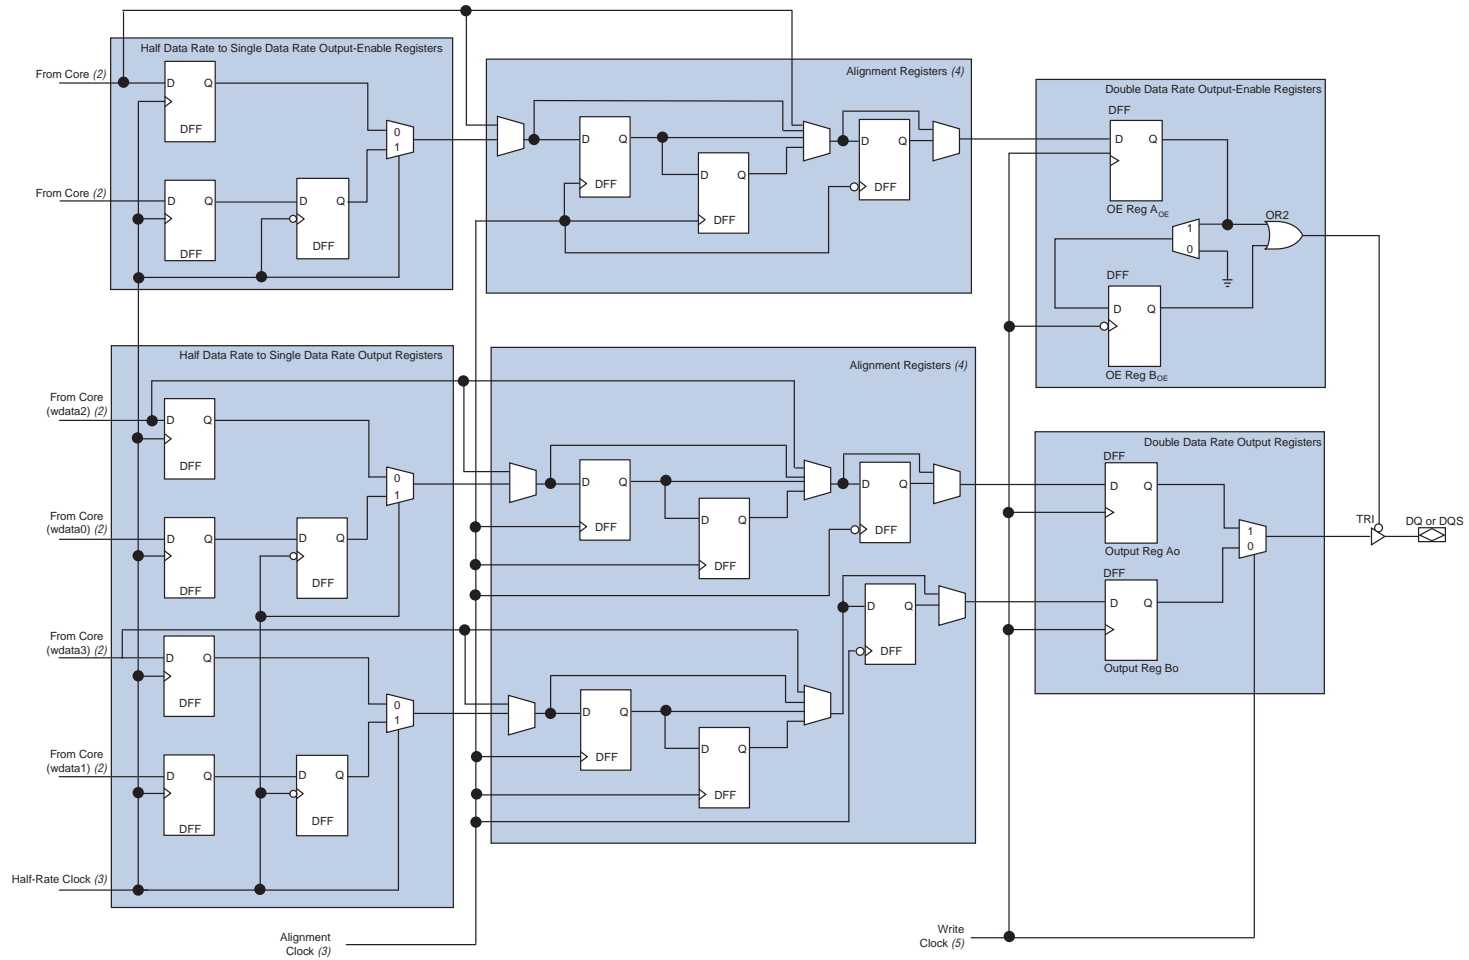 Half Data Rate to Single Data Rate Output-Enable Registers
From Core (2)
D Q
DFF
0
1
From Core (2)
D Q
DFF
D Q
DFF
Alignment Registers (4)
D Q
DFF
D Q
DFF
D Q
DFF
Double Data Rate Output-Enable Registers
DFF
D Q
OE Reg AOE
1
0
OR2
DFF
D Q
OE Reg BOE
Half Data Rate to Single Data Rate Output Registers
From Core
(wdata2) (2)
D Q
DFF
0
1
From Core
(wdata0) (2)
D Q
DFF
D Q
DFF
From Core
(wdata3) (2)
D Q
DFF
0
1
From Core
(wdata1) (2)
D Q
DFF
D Q
DFF
Half-Rate Clock (3)
Alignment Registers (4)
D Q
DFF
D Q
DFF
D Q
DFF
D Q
DFF
D Q
DFF
D Q
DFF
Alignment
Clock (3)
Double Data Rate Output Registers
DFF
D Q
Output Reg Ao
1
0
DFF
D Q
Output Reg Bo
TRI
DQ or DQS
Write
Clock (5)